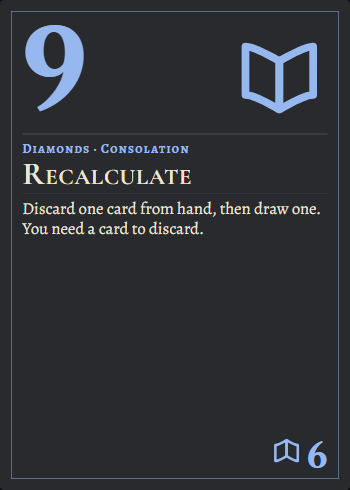 9
Diamonds · Consolation
Recalculate
Discard one card from hand, then draw one.
You need a card to discard.
6